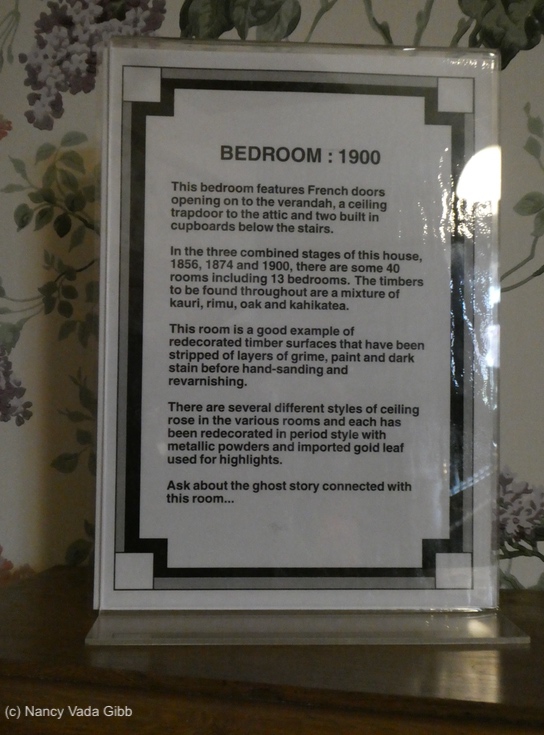 BEDROOM : 1900
This bedroom features French doors
opening on to the verandah, a ceiling
trapdoor to the attic and two built in
cupboards below the stairs.
In the three combined stages of this house,
1856, 1874 and 1900, there are some 40
rooms including 13 bedrooms. The timbers
to be found throughout are a mixture of
kauri, rimu, oak and kahikatea.
This room is a good example of
redecorated timber surfaces that have been
stripped of layers of grime, paint and dark
stain before hand-sanding and
revarnishing.
There are several different styles of ceiling
rose in the various rooms and each has
been redecorated in period style with
metallic powders and imported gold leaf
used for highlights.
Ask about the ghost story connected with
this room...
(c) Nancy Vada Gibb